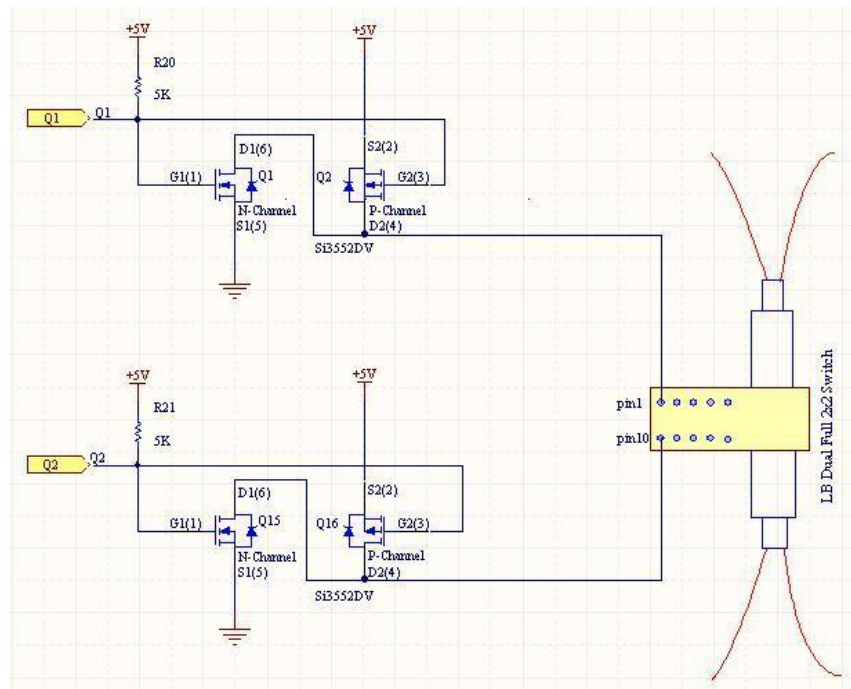 +5V
+5V
R20
5K
Q1
Q1
D1(6)
S2(2)
G1(1)
Q1
Q2
G2(3)
N-Channel
P-Channel
S1(5)
D2(4)
Si3552DV
+5V
+5V
R21
5K
Q2
Q2
D1(6)
S2(2)
G1(1)
Q15
Q16
G2(3)
N-Channel
P-Channel
S1(5)
D2(4)
Si3552DV
pin1
pin10
LB Dual Full 2x2 Switch